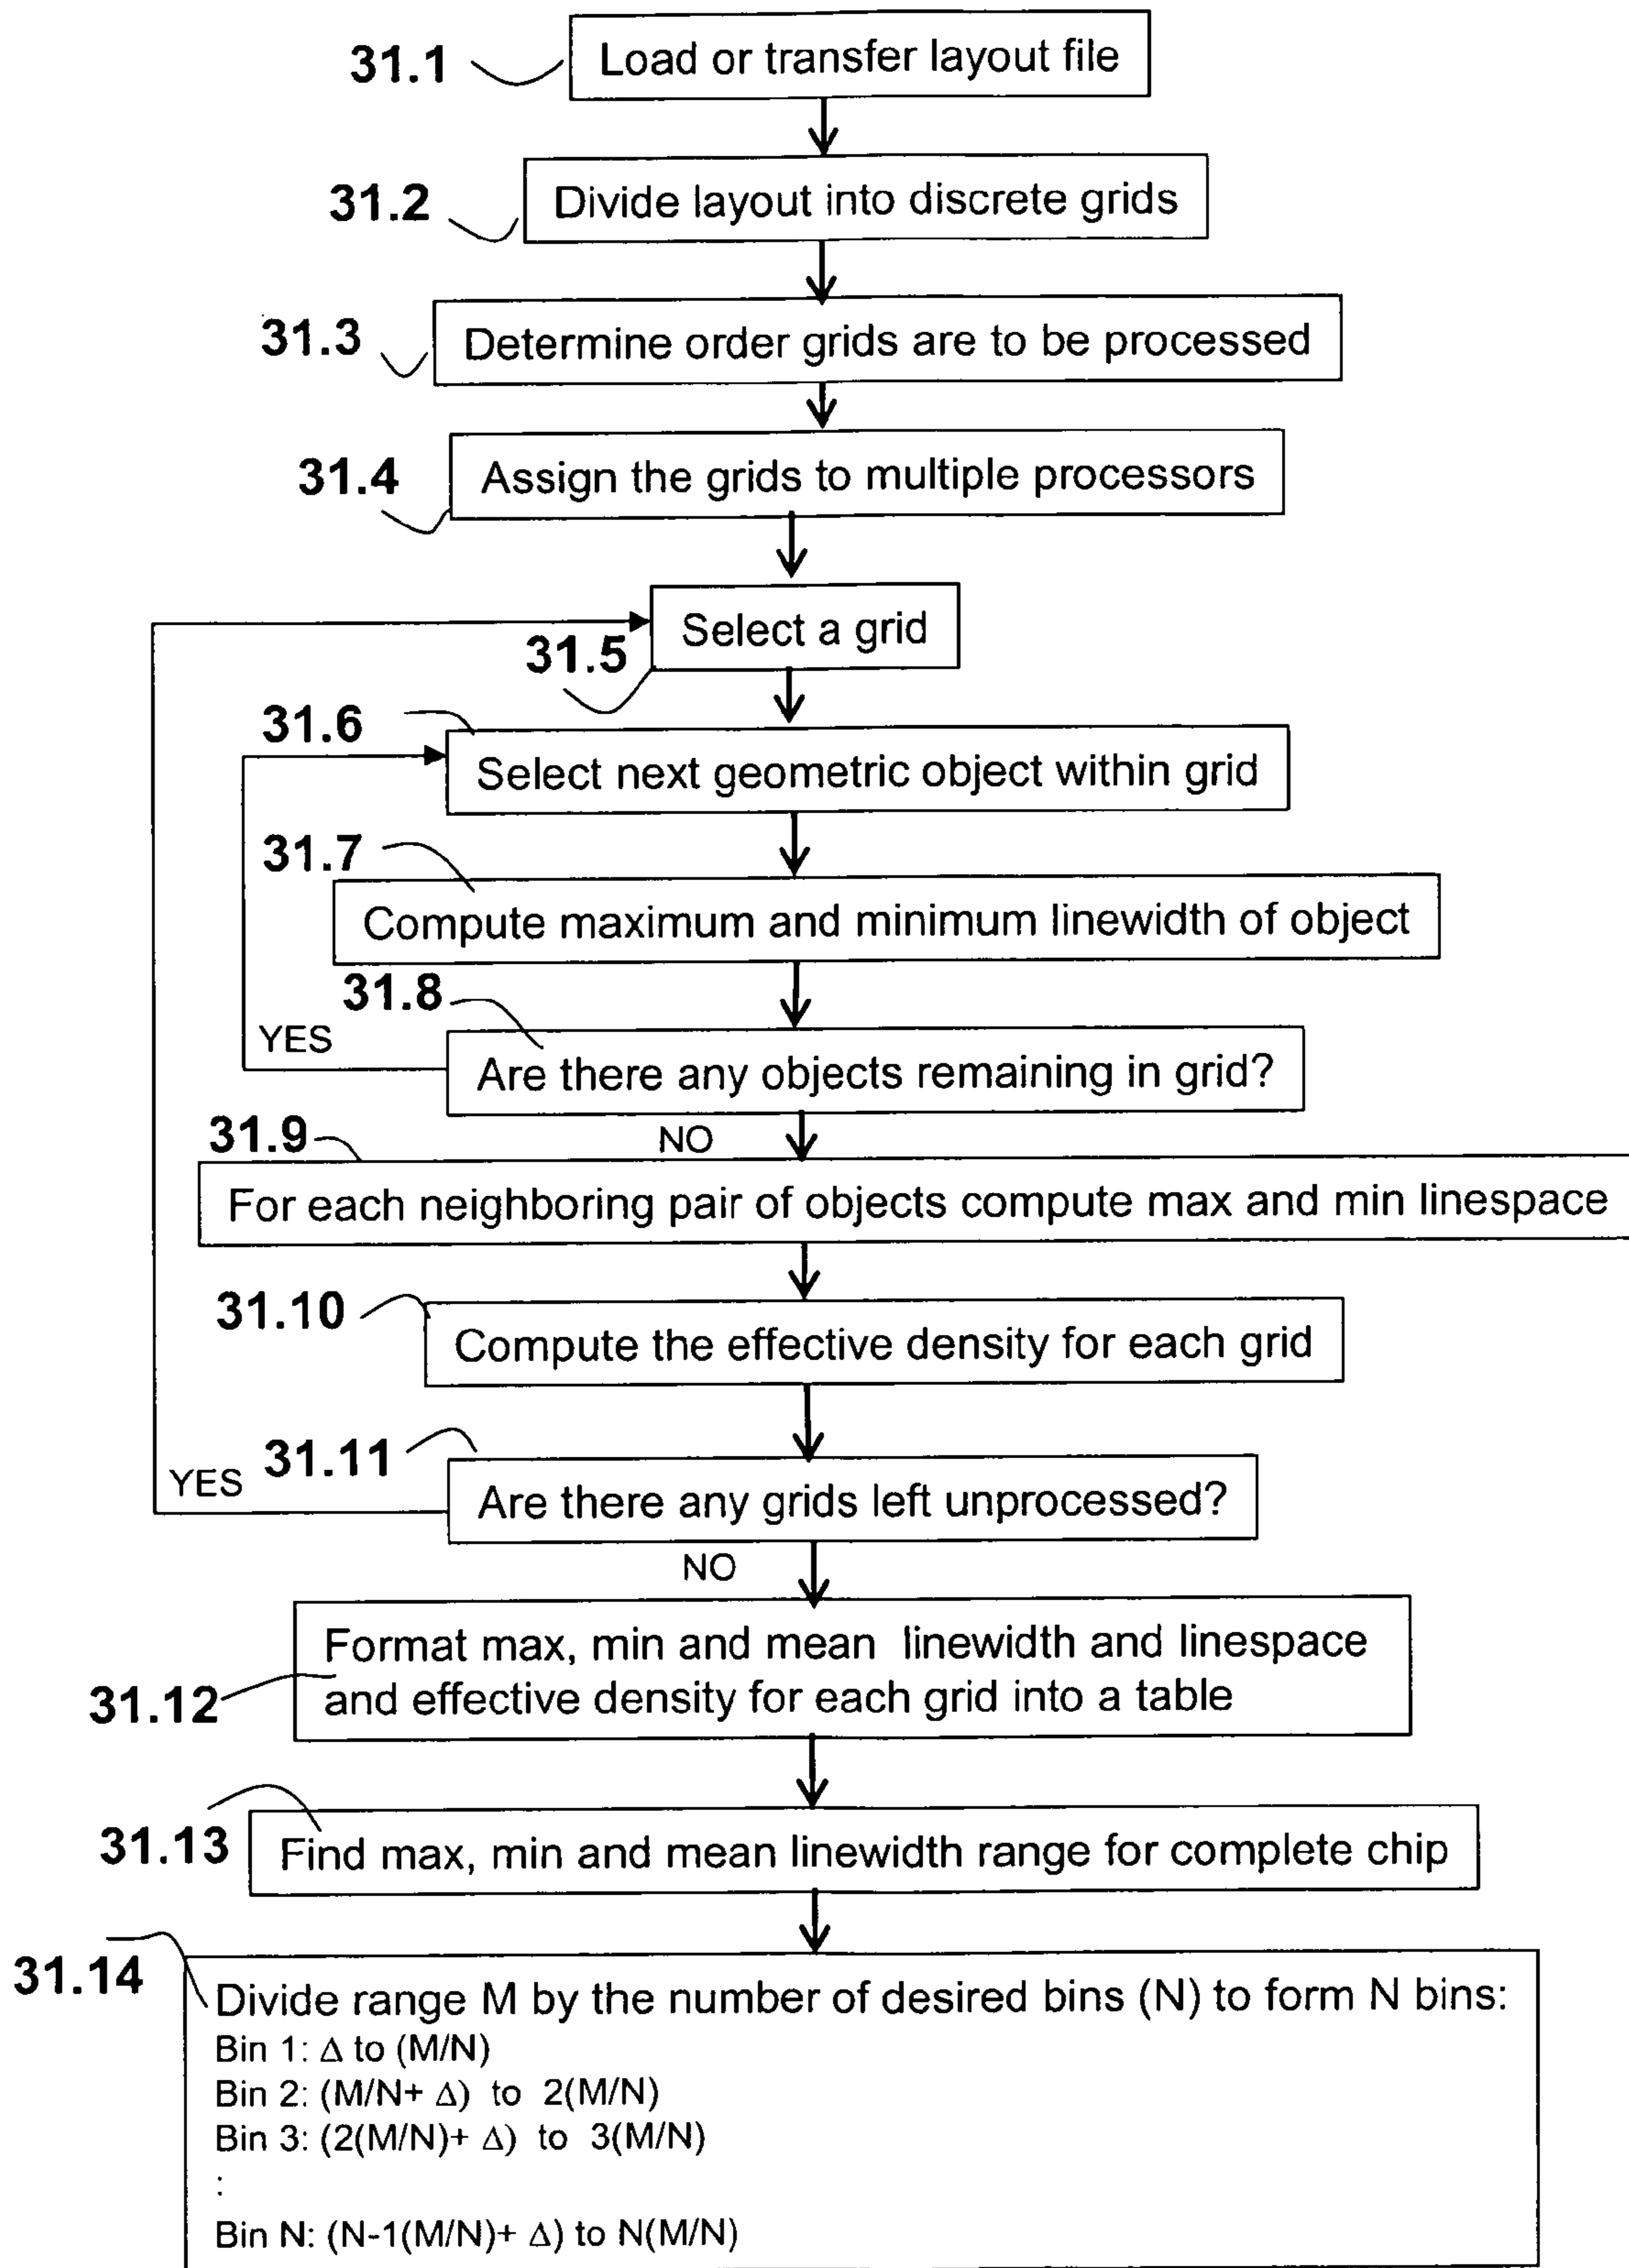 31.1 Load or transfer layout file
31.2 Divide layout into discrete grids
31.3 Determine order grids are to be processed
31.4 Assign the grids to multiple processors
Select a grid
31.5
31.6
Select next geometric object within grid
31.7
Compute maximum and minimum linewidth of object
31.8
YES
Are there any objects remaining in grid?
31.9 NO
For each neighboring pair of objects compute max and min linespace
31.10
Compute the effective density for each grid
31.11
YES
Are there any grids left unprocessed?
NO
Format max, min and mean linewidth and linespace
31.12 and effective density for each grid into a table
31.13 Find max, min and mean linewidth range for complete chip
31.14
Divide range M by the number of desired bins (N) to form N bins:
Bin 1: Δ to (M/N)
Bin 2: (M/N+ Δ) to 2(M/N)
Bin 3: (2(M/N)+ Δ) to 3(M/N)
:
Bin N: (N-1(M/N)+ Δ) to N(M/N)